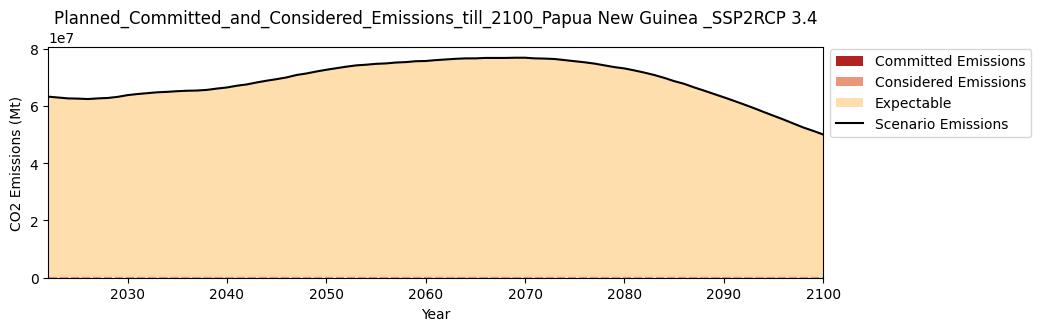 Planned_Committed_and_Considered_Emissions_till_2100_Papua New Guinea _SSP2RCP 3.4
1e7
8
6
4
2
0
CO2 Emissions (Mt)
2030 2040 2050 2060 2070 2080 2090 2100
Year
Committed Emissions
Considered Emissions
Expectable
Scenario Emissions